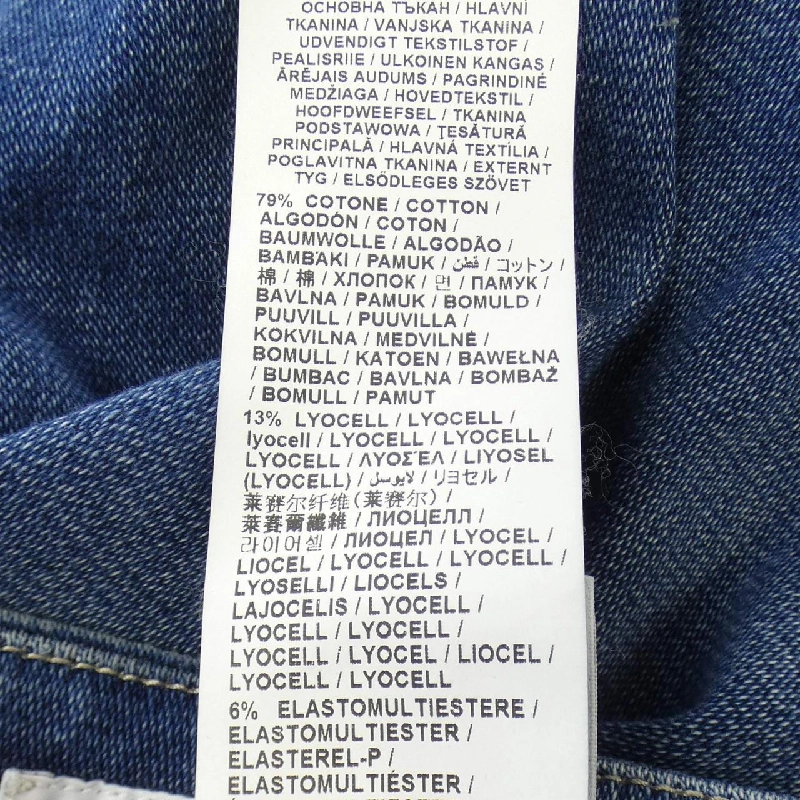 ОСНОВНА ТЪКАН / HLAVNÍ
TKANINA / VANJSKA TKANINA /
UDVENDIGT TEKSTILSTOF /
PEALISRIIE / ULKOINEN KANGAS /
ĀRĒJAIS AUDUMS / PAGRINDINĖ
MEDŽIAGA / HOVEDTEKSTIL /
HOOFDWEEFSEL / TKANINA
PODSTAWOWA / ȚESĂTURĂ
PRINCIPALĂ / HLAVNÁ TEXTÍLIA /
POGLAVITNA TKANINA / EXTERNT
TYG / ELSŐDLEGES SZÖVET
79% COTONE / COTTON /
ALGODÓN / COTON /
BAUMWOLLE / ALGODÃO /
BAMBAKI / PAMUK / قطن / コットン /
棉 / 棉 / ХЛОПОК / 면 / ПАМУК /
BAVLNA / PAMUK / BOMULD /
PUUVILL / PUUVILLA /
KOKVILNA / MEDVILNĖ /
BOMULL / KATOEN / BAWEŁNA
/ BUMBAC / BAVLNA / BOMBAŽ
/ BOMULL / PAMUT
13% LYOCELL / LYOCELL /
lyocell / LYOCELL / LYOCELL /
LYOCELL / ΛΥΟΣΈΛ / LIYOSEL
(LYOCELL) / لايوسل / リヨセル /
莱赛尔纤维(莱赛尔) /
萊賽爾纖維 / ЛИОЦЕЛЛ /
라이어셀 / ЛИОЦЕЛ / LYOCEL /
LIOCEL / LYOCELL / LYOCELL /
LYOSELLI / LIOCELS /
LAJOCELIS / LYOCELL /
LYOCELL / LYOCELL /
LYOCELL / LYOCEL / LIOCEL /
LYOCELL / LYOCELL
6% ELASTOMULTIESTERE /
ELASTOMULTIESTER /
ELASTEREL-P /
ELASTOMULTIÉSTER /